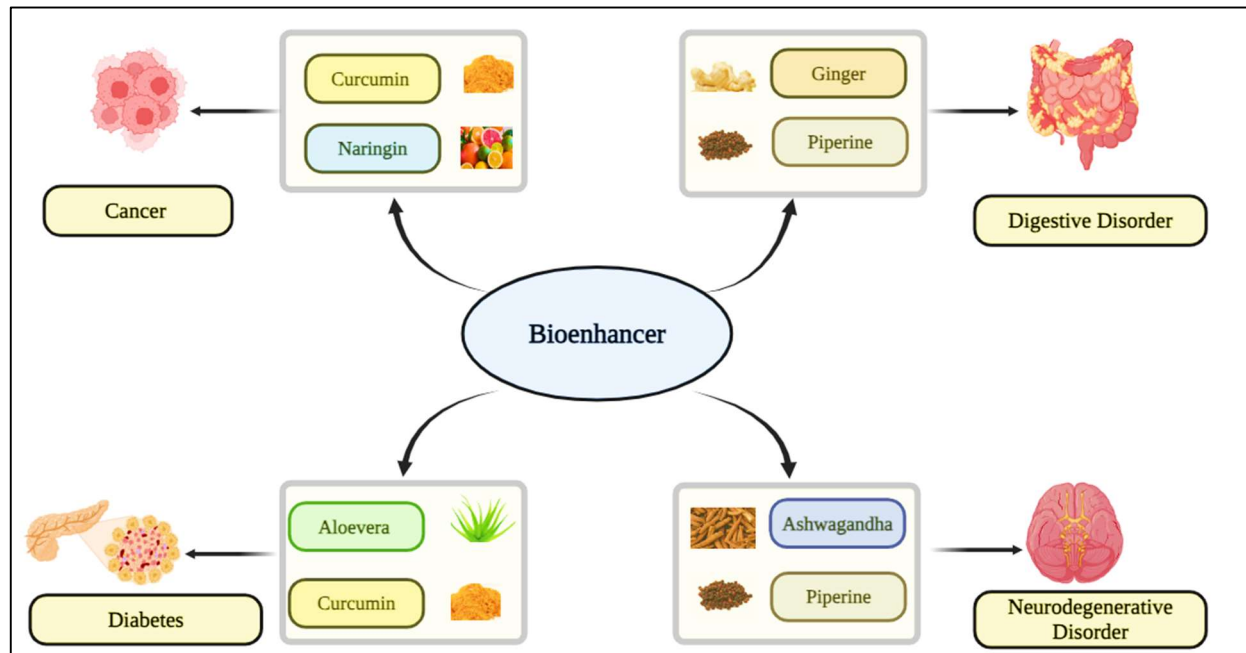 Curcumin
Naringin
Cancer
Ginger
Piperine
Digestive Disorder
Bioenhancer
Aloevera
Curcumin
Diabetes
Ashwagandha
Piperine
Neurodegenerative
Disorder